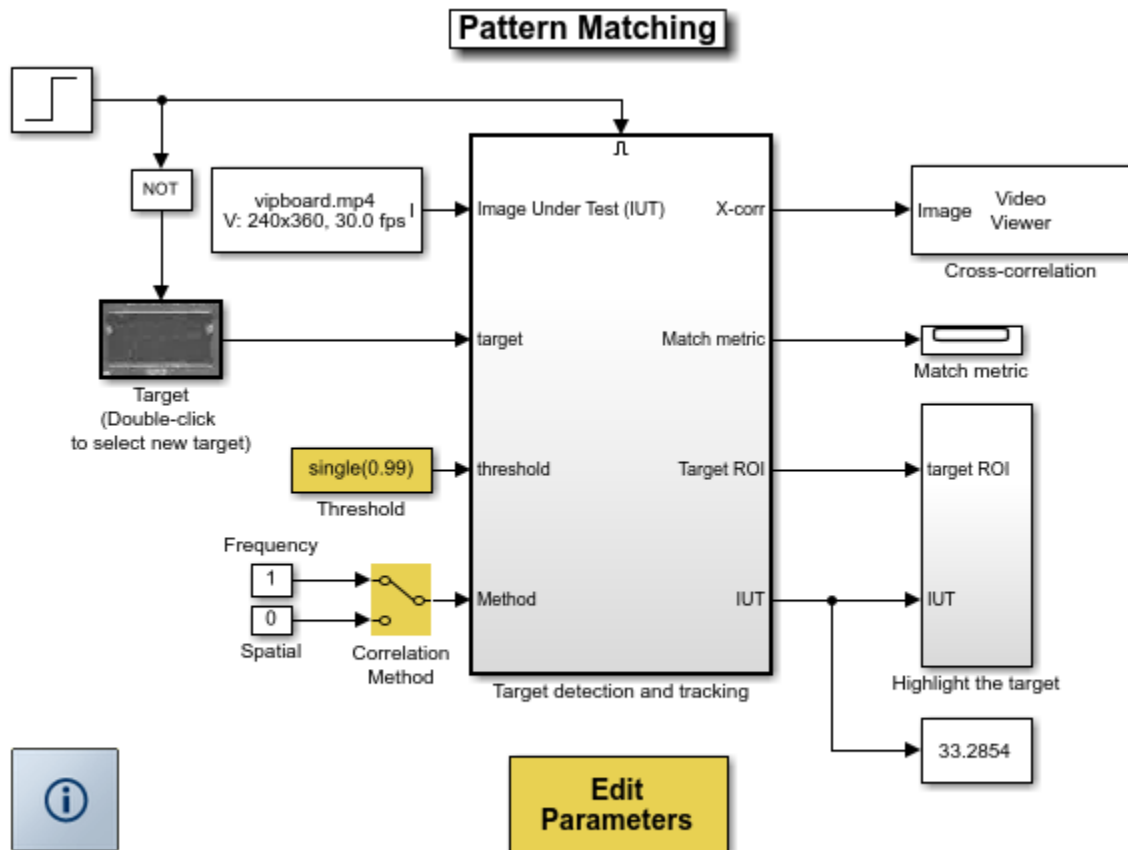 Pattern Matching
NOT
vipboard.mp4
V: 240x360, 30.0 fps
I
Image Under Test (IUT)
X-corr
Image
Video
Viewer
Cross-correlation
target
Match metric
Match metric
Target
(Double-click
to select new target)
single(0.99)
Threshold
threshold
Target ROI
target ROI
Frequency
1
0
Spatial
Correlation
Method
Method
IUT
IUT
Target detection and tracking
Highlight the target
33.2854
Edit
Parameters
i